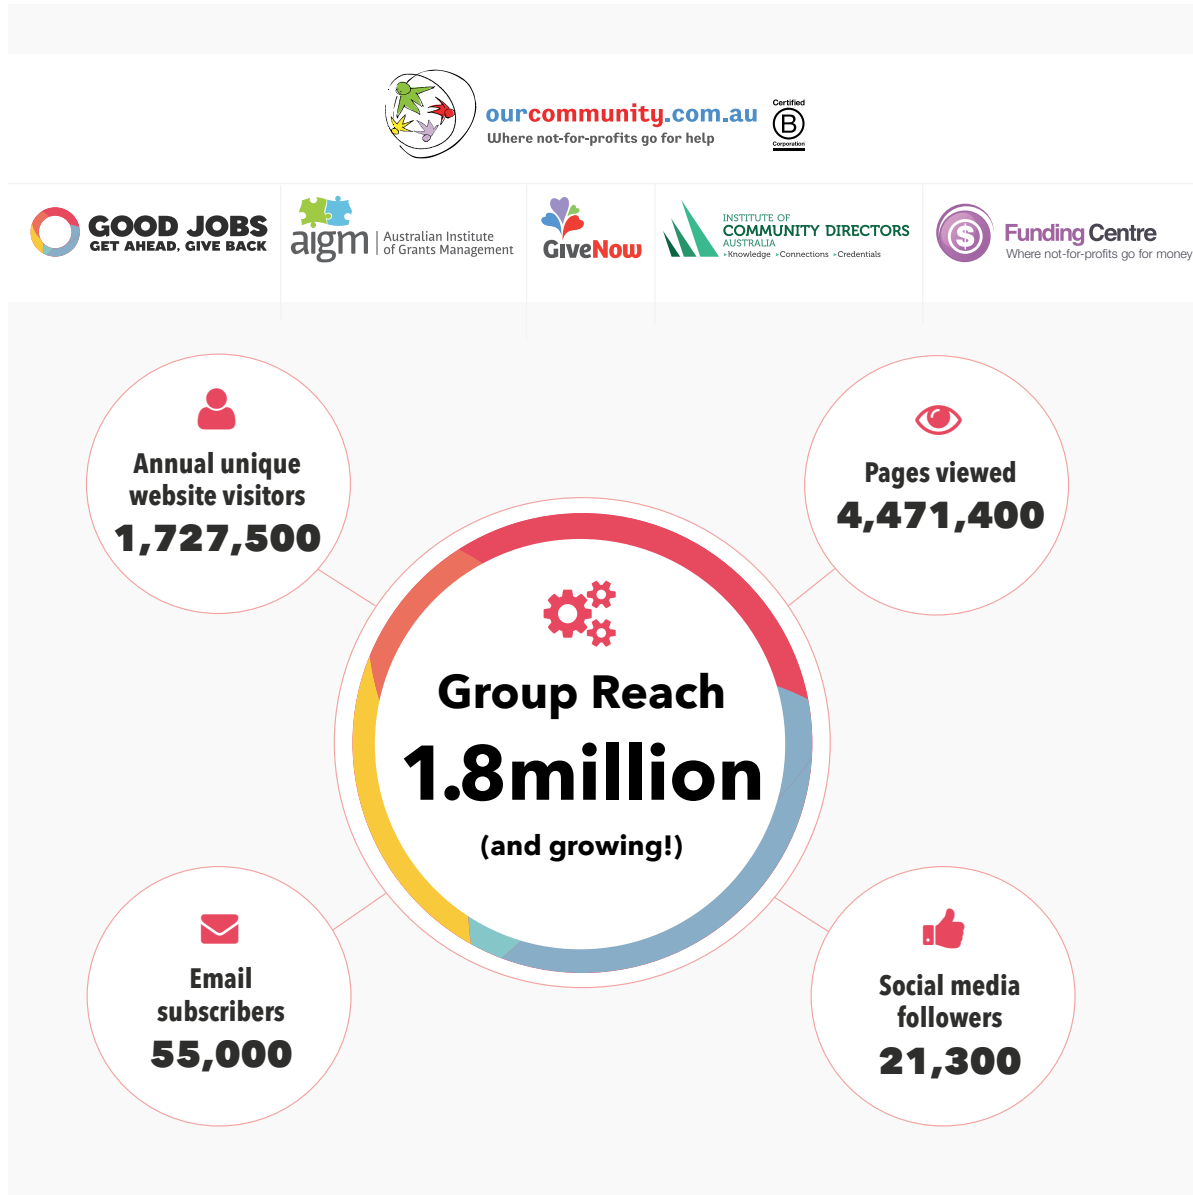 ourcommunity.com.au
Where not-for-profits go for help
Certified
B
Corporation
GOOD JOBS
GET AHEAD, GIVE BACK
aigm
Australian Institute
of Grants Management
GiveNow
INSTITUTE OF
COMMUNITY DIRECTORS
AUSTRALIA
Knowledge Connections Credentials
$
Funding Centre
Where not-for-profits go for money
Annual unique
website visitors
1,727,500
Pages viewed
4,471,400
Group Reach
1.8million
(and growing!)
Email
subscribers
55,000
Social media
followers
21,300